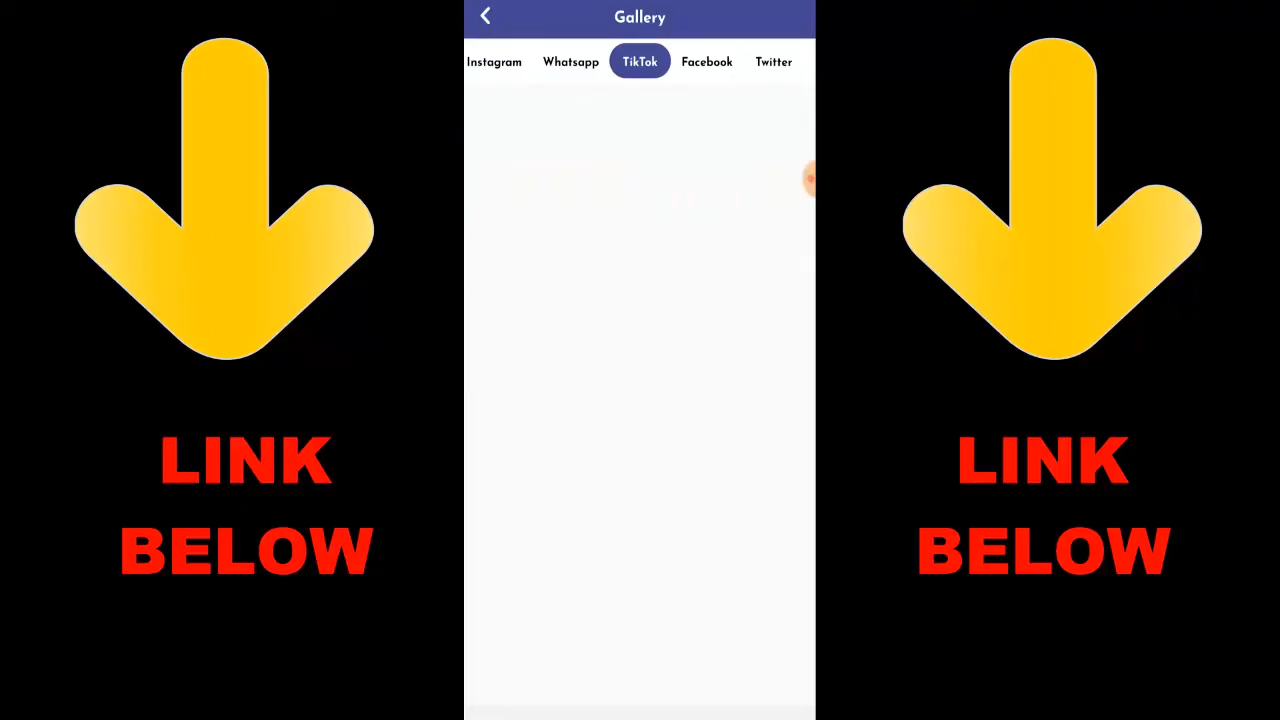 Gallery
Instagram Whatsapp TikTok Facebook Twitter
LINK
BELOW
LINK
BELOW